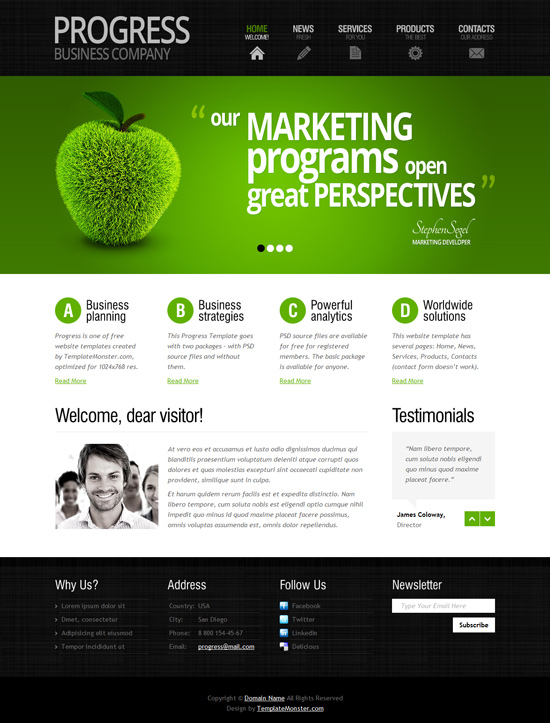 PROGRESS
BUSINESS COMPANY
HOME
WELCOME!
NEWS
FRESH
SERVICES
FOR YOU
PRODUCTS
THE BEST
CONTACTS
OUR ADDRESS
“ our MARKETING
programs open
great PERSPECTIVES ”
StephenSegel
MARKETING DEVELOPER
A
Business
planning
Progress is one of free
website templates created
by TemplateMonster.com,
optimized for 1024x768 res.
Read More
B
Business
strategies
This Progress Template goes
with two packages - with PSD
source files and without
them.
Read More
C
Powerful
analytics
PSD source files are available
for free for registered
members. The basic package
is available for anyone.
Read More
D
Worldwide
solutions
This website template has
several pages: Home, News,
Services, Products, Contacts
(contact form doesn’t work).
Read More
Welcome, dear visitor!
At vero eos et accusamus et iusto odio dignissimos ducimus qui
blanditiis praesentium voluptatum deleniti atque corrupti quos
dolores et quas molestias excepturi sint occaecati cupiditate non
provident, similique sunt in culpa.
Et harum quidem rerum facilis est et expedita distinctio. Nam
libero tempore, cum soluta nobis est eligendi optio cumque nihil
impedit quo minus id quod maxime placeat facere possimus,
omnis voluptas assumenda est, omnis dolor repellendus.
Testimonials
“Nam libero tempore,
cum soluta nobis eligendi
quo minus quod maxime
placeat facere.”
James Coloway,
Director
Why Us?
Lorem ipsum dolor sit
Dmet, consectetur
Adipisicing elit eiusmod
Tempor incididunt ut
Address
Country: USA
City: San Diego
Phone: 8 800 154-45-67
Email: progress@mail.com
Follow Us
Facebook
Twitter
LinkedIn
Delicious
Newsletter
Type Your Email Here
Subscribe
Copyright © Domain Name All Rights Reserved
Design by TemplateMonster.com